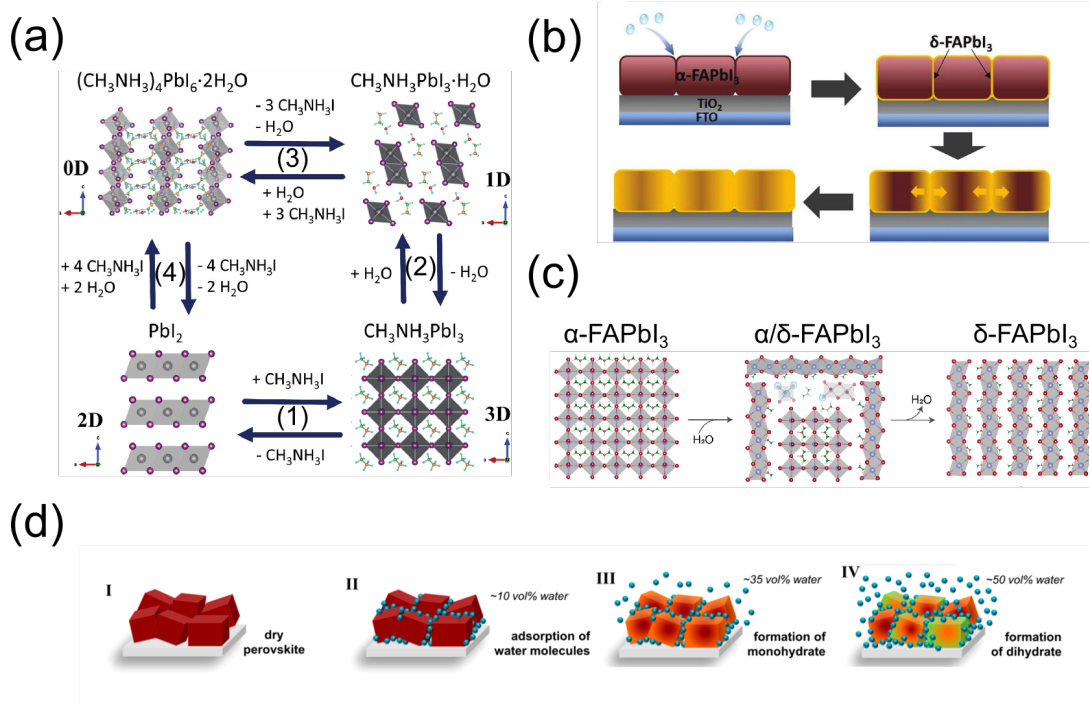 (a)
(CH₃NH₃)₄PbI₆·2H₂O
CH₃NH₃PbI₃·H₂O
- 3 CH₃NH₃I
- H₂O
(3)
+ H₂O
+ 3 CH₃NH₃I
0D
c
a
1D
c
a
+ 4 CH₃NH₃I
+ 2 H₂O
(4)
- 4 CH₃NH₃I
- 2 H₂O
+ H₂O
(2)
- H₂O
PbI₂
CH₃NH₃PbI₃
+ CH₃NH₃I
(1)
- CH₃NH₃I
2D
c
3D
c
(b)
α-FAPbI₃
TiO₂
FTO
δ-FAPbI₃
(c)
α-FAPbI₃
α/δ-FAPbI₃
δ-FAPbI₃
H₂O
H₂O
(d)
I
dry
perovskite
II
~10 vol% water
adsorption of
water molecules
III
~35 vol% water
formation of
monohydrate
IV
~50 vol% water
formation
of dihydrate